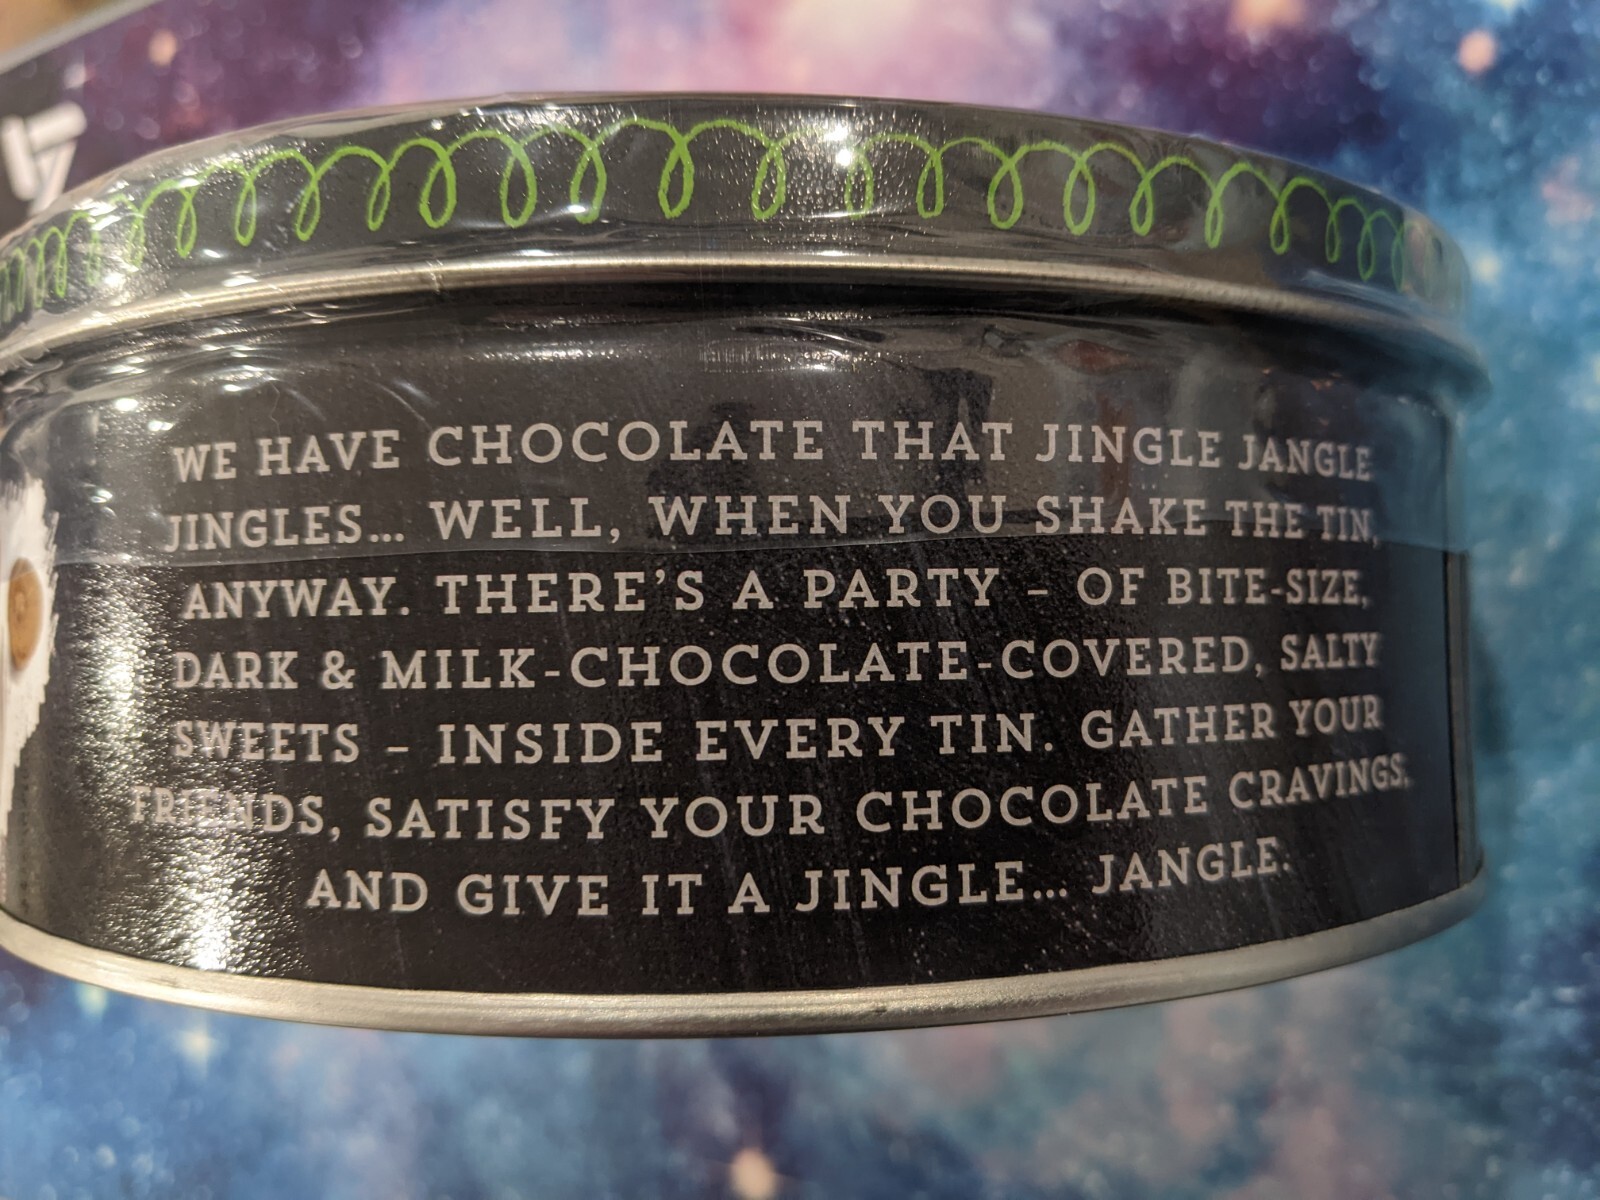 WE HAVE CHOCOLATE THAT JINGLE JANGLE
JINGLES... WELL, WHEN YOU SHAKE THE TIN,
ANYWAY. THERE'S A PARTY – OF BITE-SIZE,
DARK & MILK-CHOCOLATE-COVERED, SALTY
SWEETS – INSIDE EVERY TIN. GATHER YOUR
FRIENDS, SATISFY YOUR CHOCOLATE CRAVINGS,
AND GIVE IT A JINGLE... JANGLE.